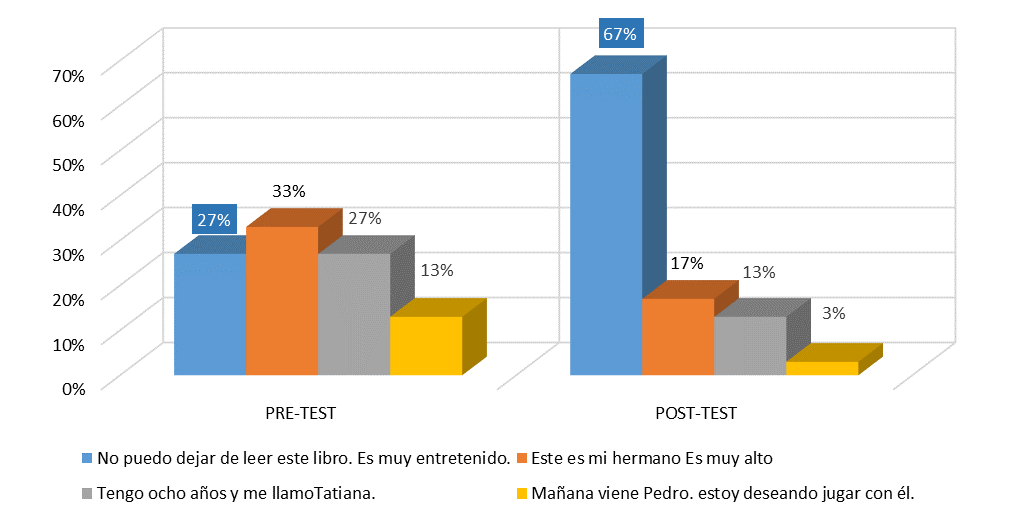 67%
70%
60%
50%
40%
30%
20%
10%
0%
27%
33%
27%
13%
17%
13%
3%
PRE-TEST
POST-TEST
No puedo dejar de leer este libro. Es muy entretenido.
Este es mi hermano Es muy alto
Tengo ocho años y me llamoTatiana.
Mañana viene Pedro. estoy deseando jugar con él.